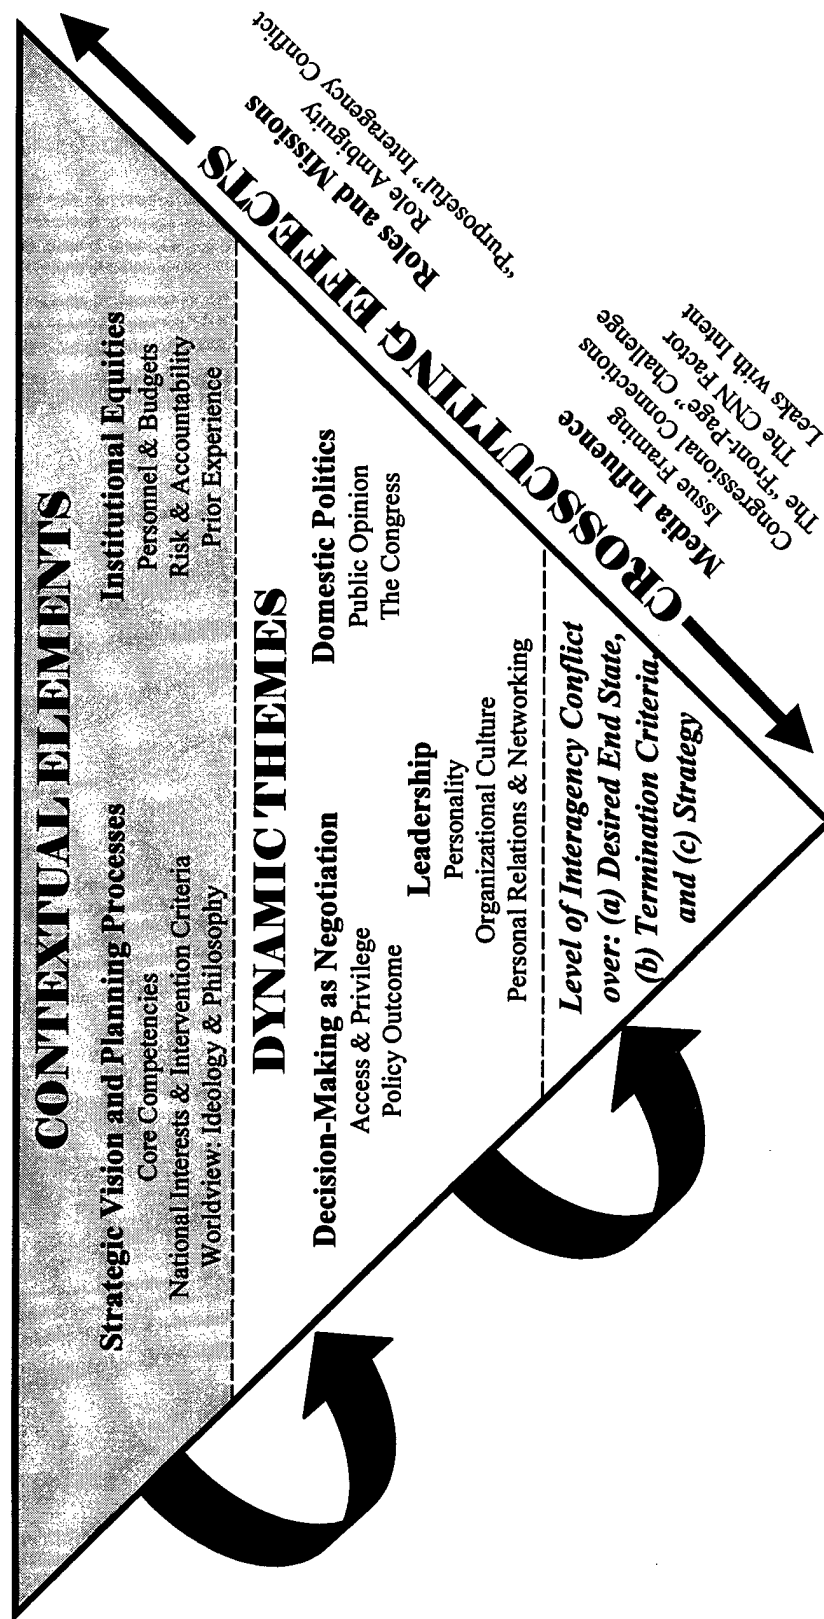 CONTEXTUAL ELEMENTS
Strategic Vision and Planning Processes
Core Competencies
National Interests & Intervention Criteria
Worldview: Ideology & Philosophy
Institutional Equities
Personnel & Budgets
Risk & Accountability
Prior Experience
DYNAMIC THEMES
Decision-Making as Negotiation
Access & Privilege
Policy Outcome
Domestic Politics
Public Opinion
The Congress
Leadership
Personality
Organizational Culture
Personal Relations & Networking
Level of Interagency Conflict
over: (a) Desired End State,
(b) Termination Criteria,
and (c) Strategy
CROSSCUTTING EFFECTS
Media Influence
Issue Framing
Congressional Connections
The "Front-Page" Challenge
The CNN Factor
Leaks with Intent
Roles and Missions
Role Ambiguity
"Purposeful" Interagency Conflict